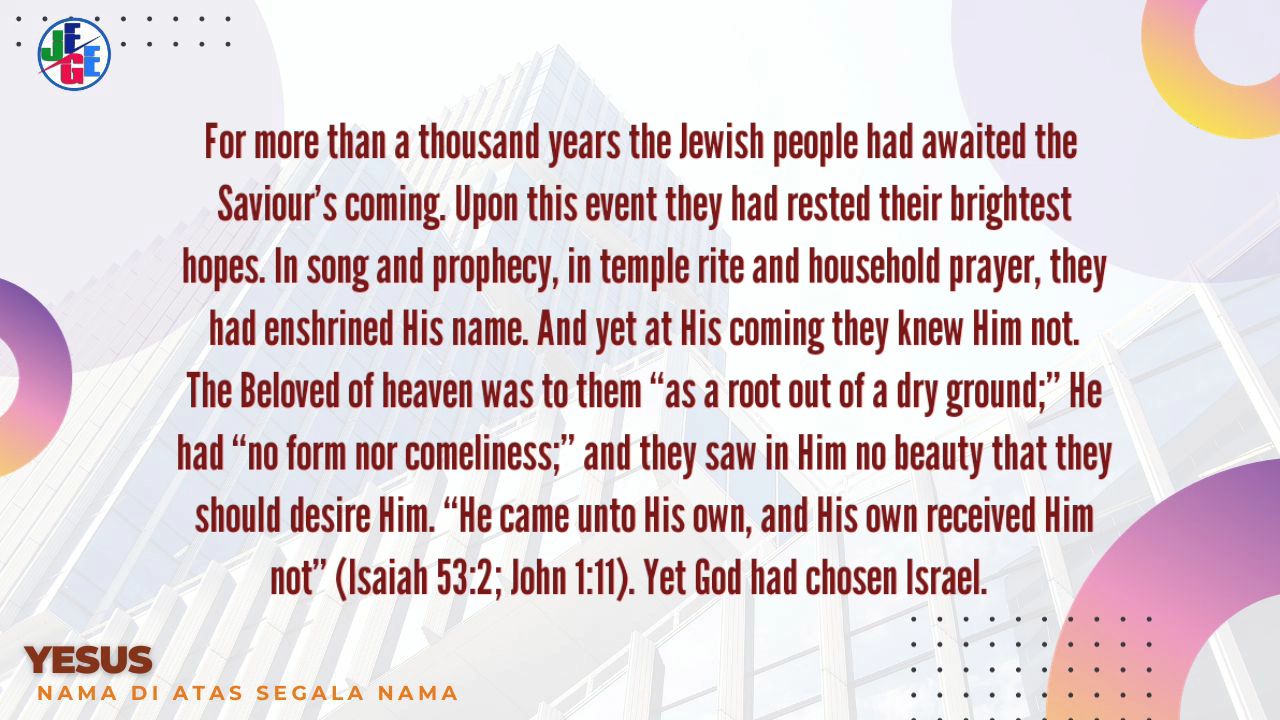 JEGE
For more than a thousand years the Jewish people had awaited the
Saviour’s coming. Upon this event they had rested their brightest
hopes. In song and prophecy, in temple rite and household prayer, they
had enshrined His name. And yet at His coming they knew Him not.
The Beloved of heaven was to them “as a root out of a dry ground;” He
had “no form nor comeliness;” and they saw in Him no beauty that they
should desire Him. “He came unto His own, and His own received Him
not” (Isaiah 53:2; John 1:11). Yet God had chosen Israel.
YESUS
NAMA DI ATAS SEGALA NAMA